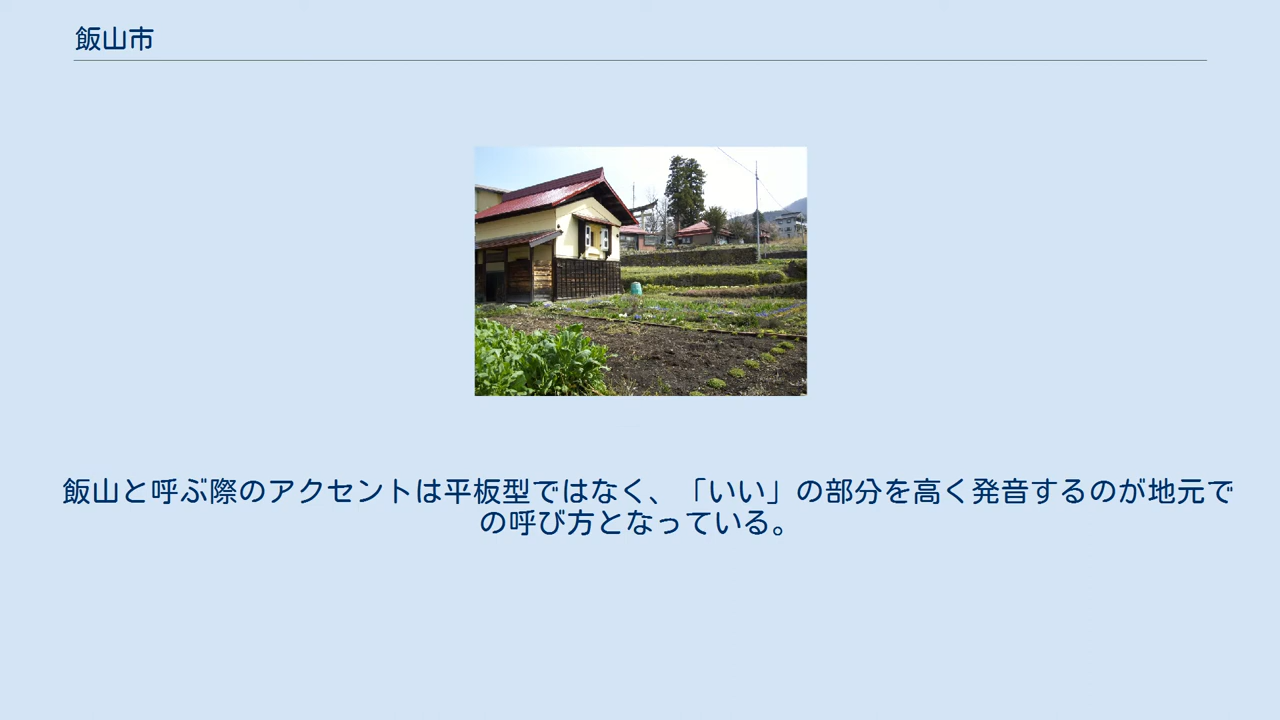 飯山市
飯山と呼ぶ際のアクセントは平板型ではなく、「いい」の部分を高く発音するのが地元で
の呼び方となっている。